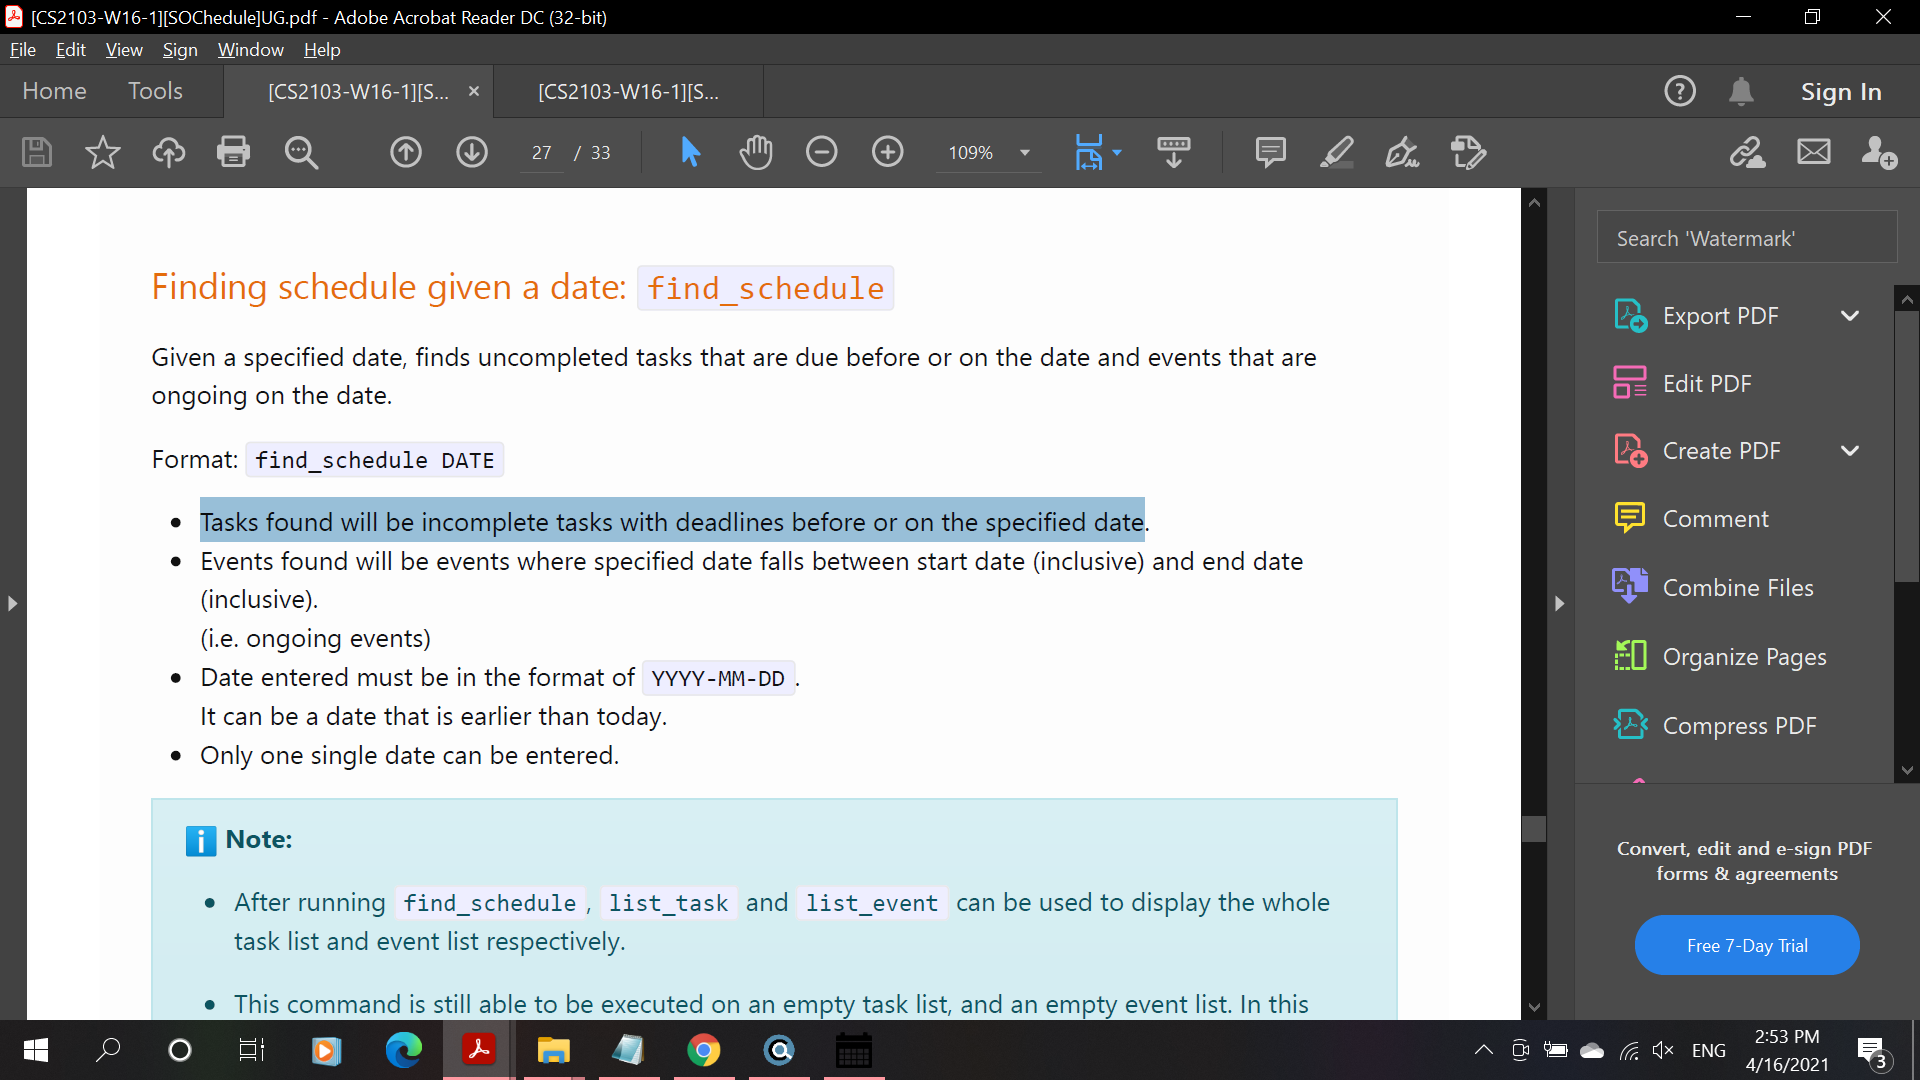 [CS2103-W16-1][SOChedule]UG.pdf - Adobe Acrobat Reader DC (32-bit)
File Edit View Sign Window Help
Home Tools [CS2103-W16-1][S... × [CS2103-W16-1][S... Sign In
27 / 33 109%
Finding schedule given a date: find_schedule
Given a specified date, finds uncompleted tasks that are due before or on the date and events that are
ongoing on the date.
Format: find_schedule DATE
• Tasks found will be incomplete tasks with deadlines before or on the specified date.
• Events found will be events where specified date falls between start date (inclusive) and end date
(inclusive).
(i.e. ongoing events)
• Date entered must be in the format of YYYY-MM-DD.
It can be a date that is earlier than today.
• Only one single date can be entered.
Note:
• After running find_schedule, list_task and list_event can be used to display the whole
task list and event list respectively.
• This command is still able to be executed on an empty task list, and an empty event list. In this
Search 'Watermark'
Export PDF
Edit PDF
Create PDF
Comment
Combine Files
Organize Pages
Compress PDF
Convert, edit and e-sign PDF
forms & agreements
Free 7-Day Trial
ENG
2:53 PM
4/16/2021
3